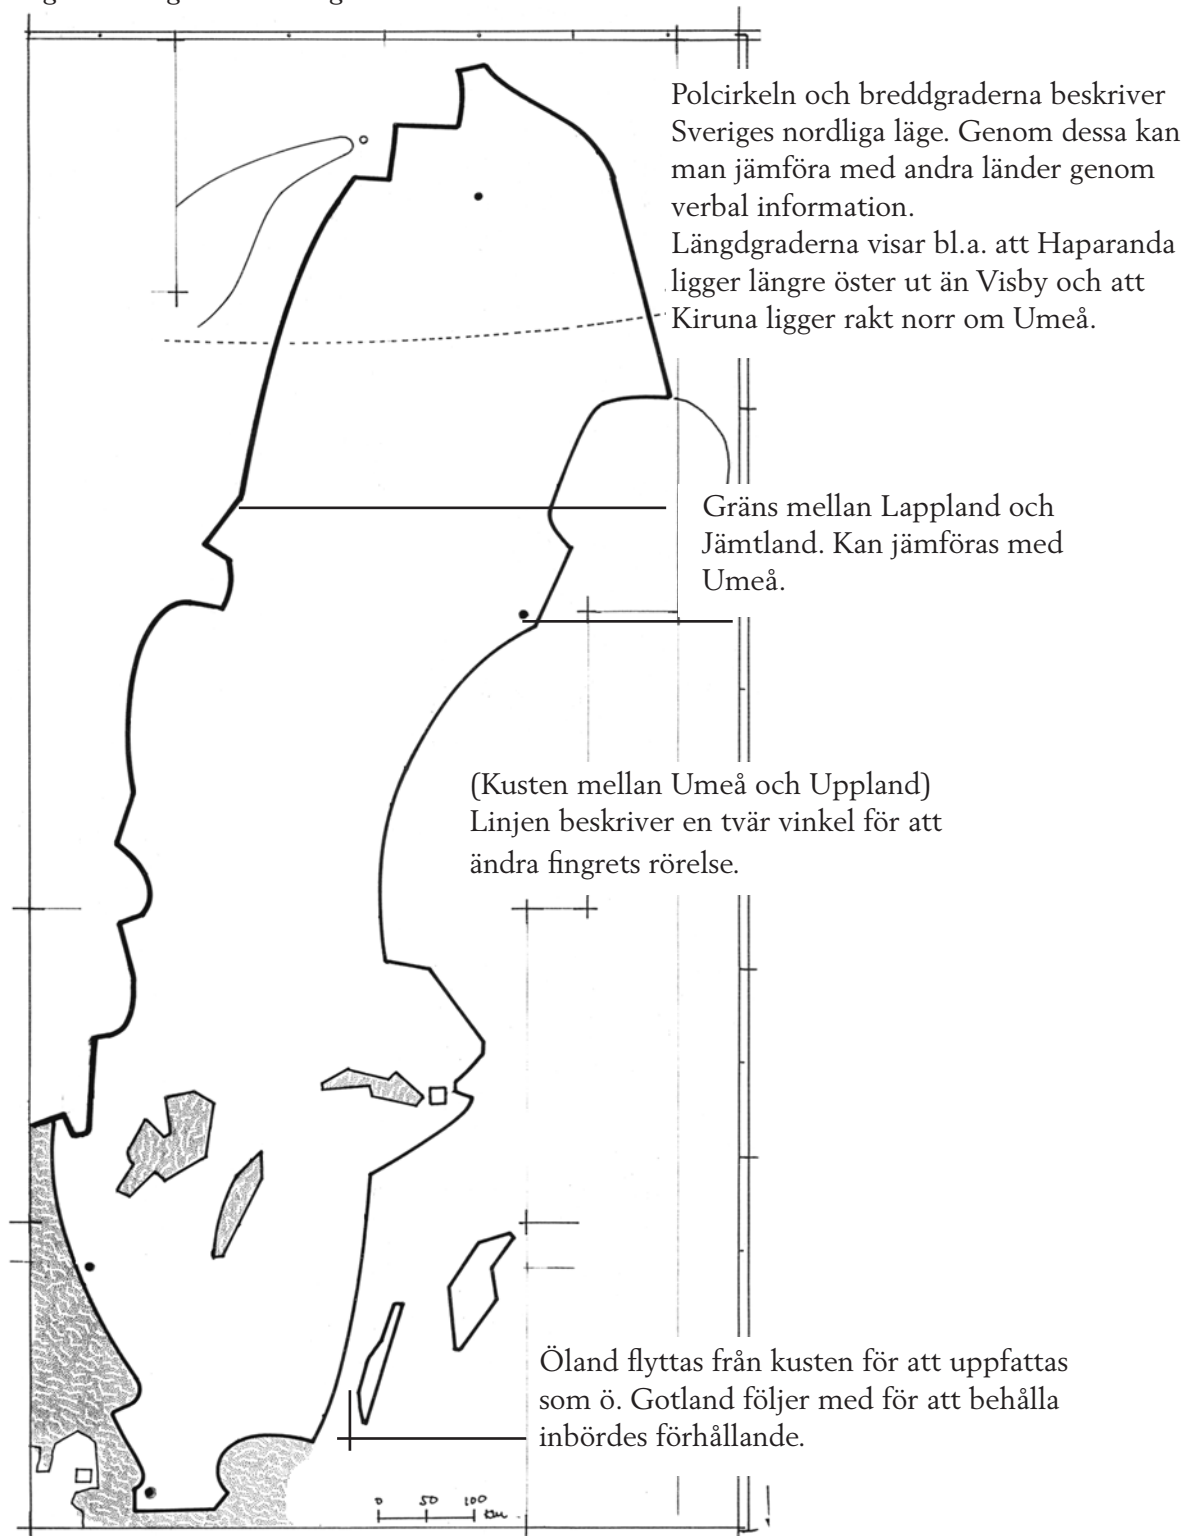 Polcirkeln och breddgraderna beskriver
Sveriges nordliga läge. Genom dessa kan
man jämföra med andra länder genom
verbal information.
Längdgraderna visar bl.a. att Haparanda
ligger längre öster ut än Visby och att
Kiruna ligger rakt norr om Umeå.
Gräns mellan Lappland och
Jämtland. Kan jämföras med
Umeå.
(Kusten mellan Umeå och Uppland)
Linjen beskriver en tvär vinkel för att
ändra fingrets rörelse.
Öland flyttas från kusten för att uppfattas
som ö. Gotland följer med för att behålla
inbördes förhållande.
0 50 100
km